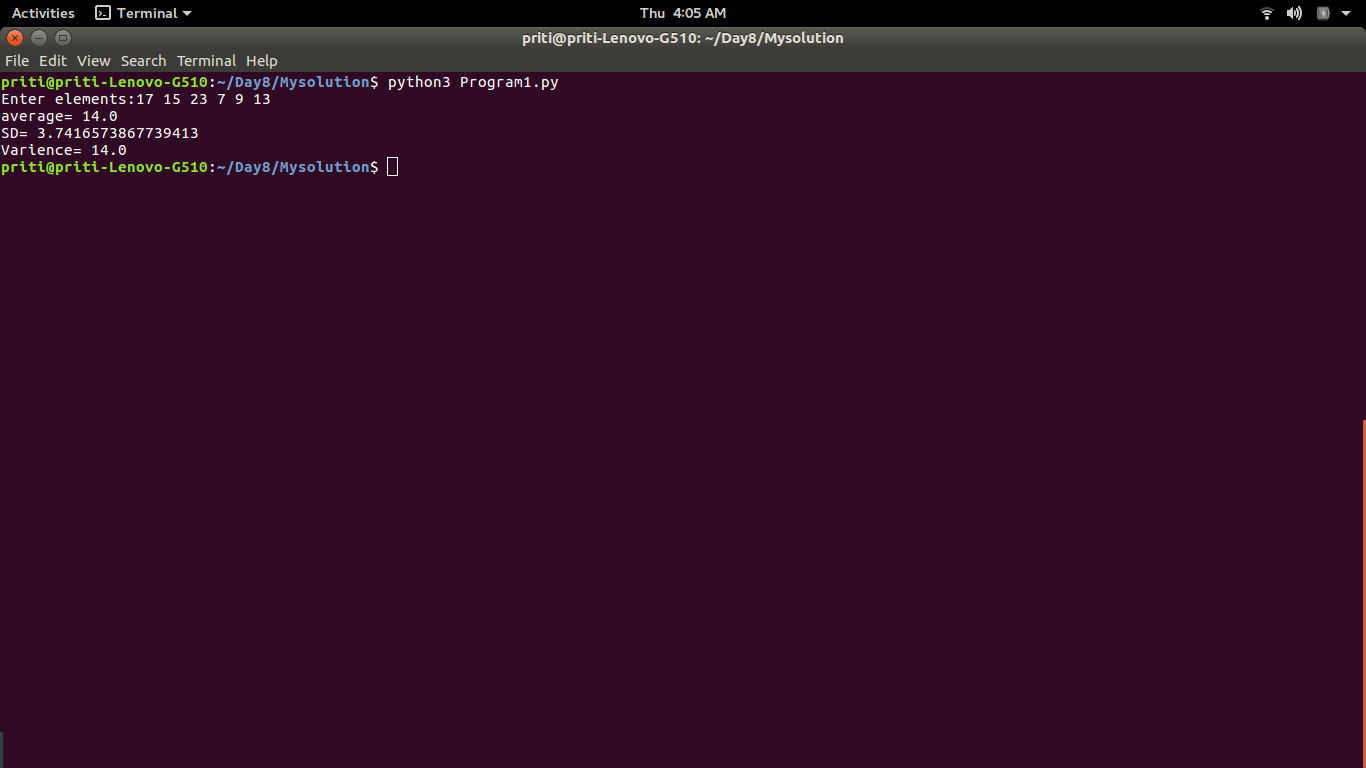 Activities Terminal Thu 4:05 AM
priti@priti-Lenovo-G510: ~/Day8/Mysolution
File Edit View Search Terminal Help
priti@priti-Lenovo-G510:~/Day8/Mysolution$ python3 Program1.py
Enter elements:17 15 23 7 9 13
average= 14.0
SD= 3.7416573867739413
Varience= 14.0
priti@priti-Lenovo-G510:~/Day8/Mysolution$